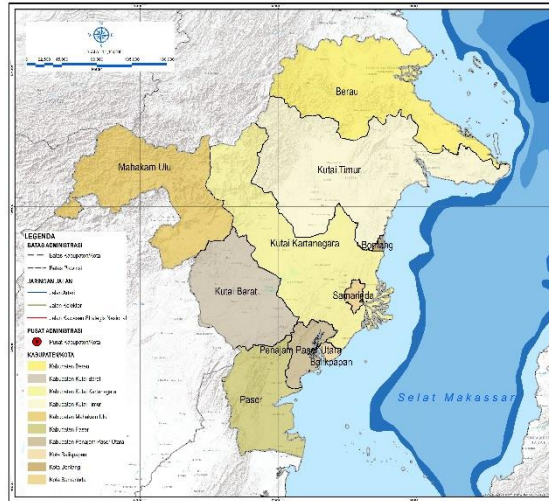 Berau
Kutai Timur
Mahakam Ulu
Kutai Kartanegara
Bontang
Kutai Barat
Samarinda
Penajam Paser Utara
Balikpapan
Paser
Selat Makassar
LEGENDA
BATAS ADMINISTRASI
Batas Kabupaten/Kota
Batas Provinsi
JARINGAN JALAN
Jalan Arteri
Jalan Kolektor
PUSAT ADMINISTRASI
Pusat Kabupaten/Kota
KABUPATEN/KOTA
Kabupaten Berau
Kabupaten Kutai Barat
Kabupaten Kutai Kartanegara
Kabupaten Kutai Timur
Kabupaten Mahakam Ulu
Kabupaten Paser
Kabupaten Penajam Paser Utara
Kota Balikpapan
Kota Bontang
Kota Samarinda